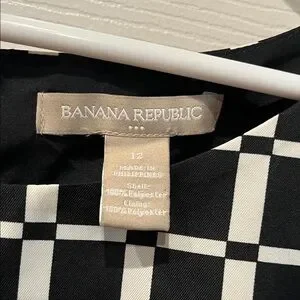 BANANA REPUBLIC
12
MADE IN
PHILIPPINES
Shell:
100% Polyester
Lining:
100% Polyester